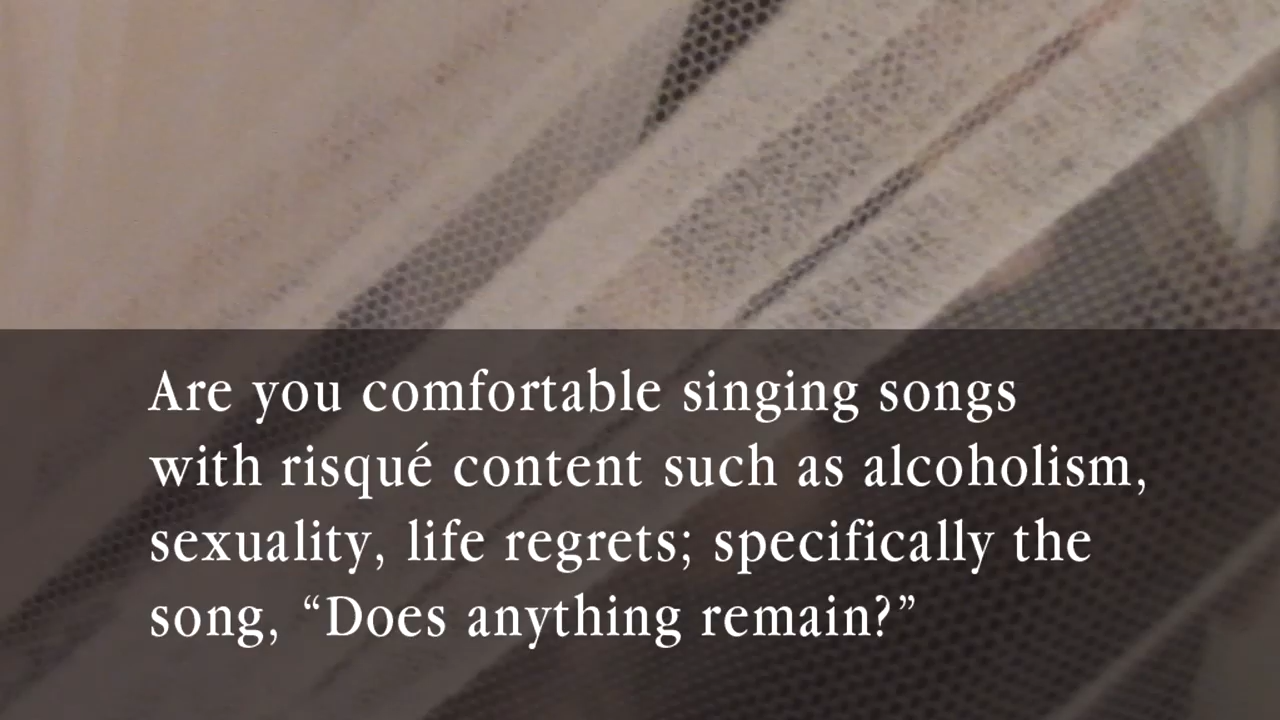 Are you comfortable singing songs
with risqué content such as alcoholism,
sexuality, life regrets; specifically the
song, “Does anything remain?”